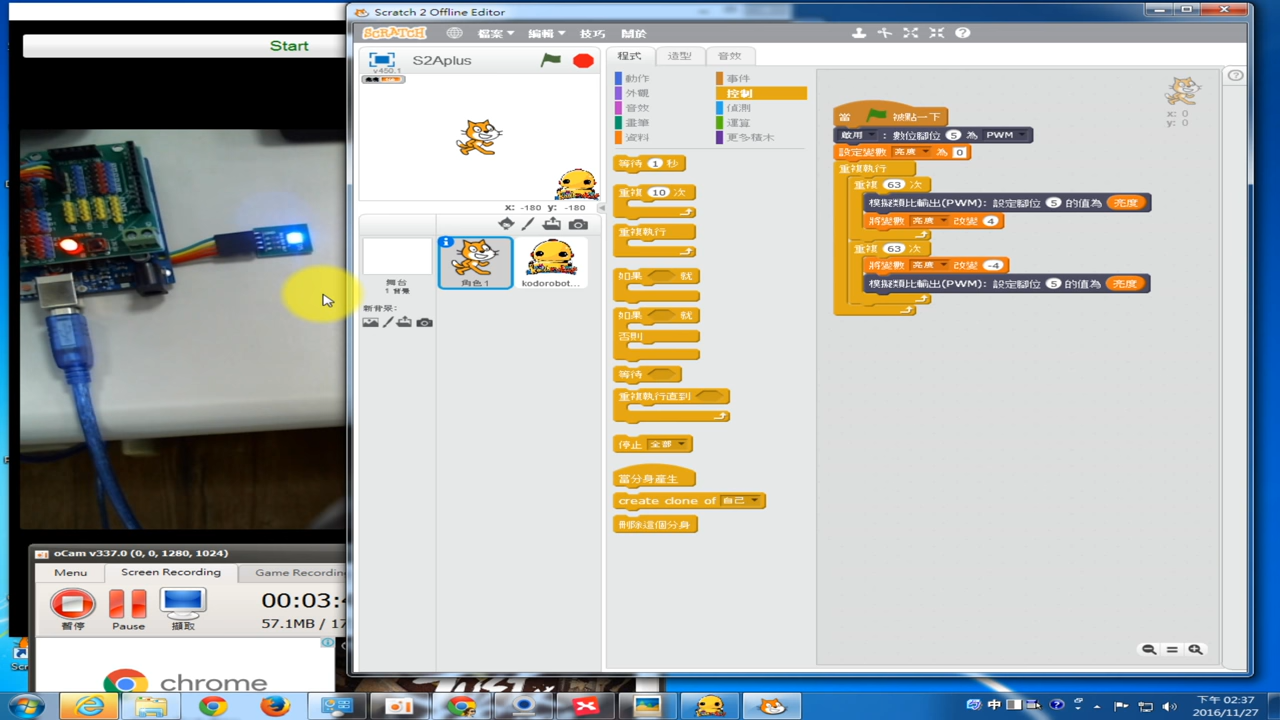 Scratch 2 Offline Editor
Start
SCRATCH
檔案
編輯
技巧
關於
v450.1
S2Aplus
程式
造型
音效
動作
外觀
音效
畫筆
資料
事件
控制
偵測
運算
更多積木
x: -180 y: -180
舞台
1 背景
新背景:
角色1
kodorobot...
等待 1 秒
重複 10 次
重複執行
如果 就
如果 就
否則
等待
重複執行直到
停止 全部
當分身產生
create clone of 自己
刪除這個分身
當 被點一下
啟用 : 數位腳位 5 為 PWM
設定變數 亮度 為 0
重複執行
重複 63 次
模擬類比輸出(PWM): 設定腳位 5 的值為 亮度
將變數 亮度 改變 4
重複 63 次
將變數 亮度 改變 -4
模擬類比輸出(PWM): 設定腳位 5 的值為 亮度
x: 0
y: 0
oCam v337.0 (0, 0, 1280, 1024)
Menu
Screen Recording
Game Recording
暫停
Pause
擷取
00:03:
57.1MB / 17
chrome
中
下午 02:37
2016/11/27